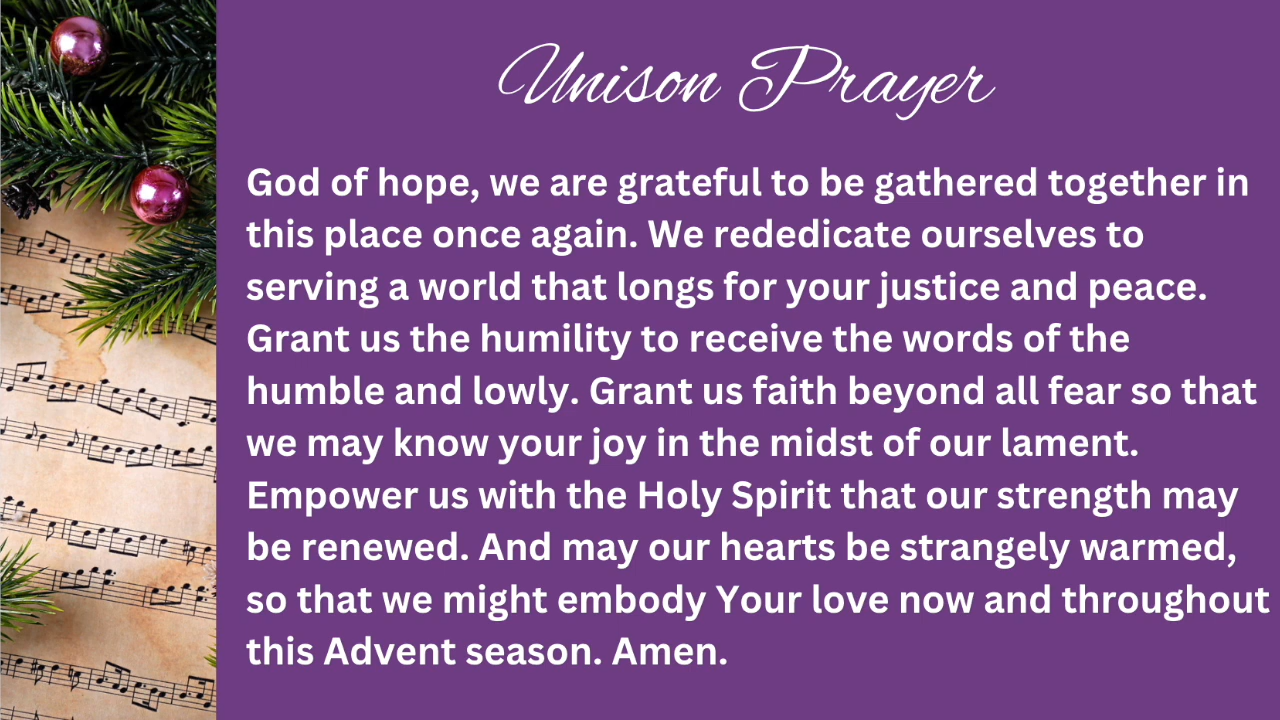 Unison Prayer
God of hope, we are grateful to be gathered together in
this place once again. We rededicate ourselves to
serving a world that longs for your justice and peace.
Grant us the humility to receive the words of the
humble and lowly. Grant us faith beyond all fear so that
we may know your joy in the midst of our lament.
Empower us with the Holy Spirit that our strength may
be renewed. And may our hearts be strangely warmed,
so that we might embody Your love now and throughout
this Advent season. Amen.